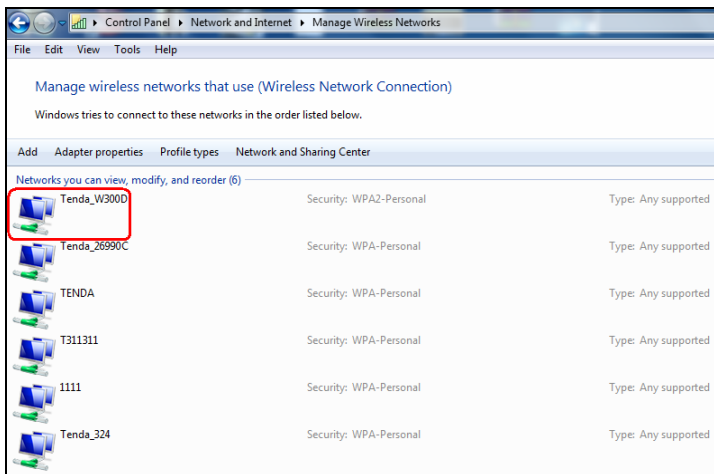 Control Panel ▸ Network and Internet ▸ Manage Wireless Networks
File Edit View Tools Help
Manage wireless networks that use (Wireless Network Connection)
Windows tries to connect to these networks in the order listed below.
Add Adapter properties Profile types Network and Sharing Center
Networks you can view, modify, and reorder (6)
Tenda_W300D Security: WPA2-Personal Type: Any supported
Tenda_26990C Security: WPA-Personal Type: Any supported
TENDA Security: WPA-Personal Type: Any supported
T311311 Security: WPA-Personal Type: Any supported
1111 Security: WPA-Personal Type: Any supported
Tenda_324 Security: WPA-Personal Type: Any supported